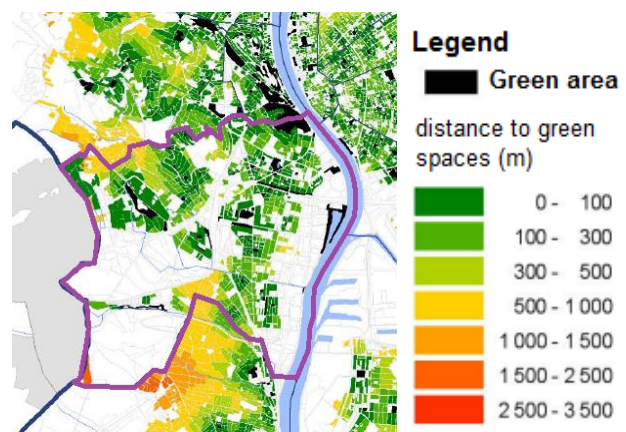 Legend
Green area
distance to green
spaces (m)
0 - 100
100 - 300
300 - 500
500 - 1 000
1 000 - 1 500
1 500 - 2 500
2 500 - 3 500